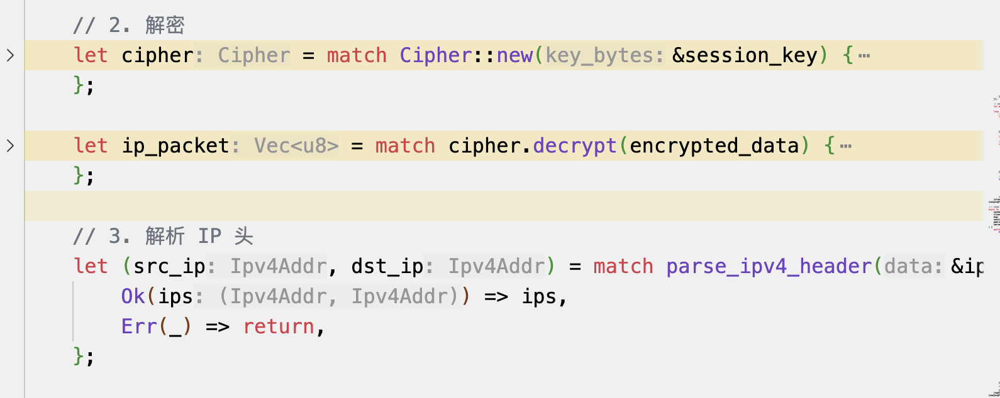 // 2. 解密
let cipher: Cipher = match Cipher::new(key_bytes: &session_key) {⋯
};
let ip_packet: Vec<u8> = match cipher.decrypt(encrypted_data) {⋯
};
// 3. 解析 IP 头
let (src_ip: Ipv4Addr, dst_ip: Ipv4Addr) = match parse_ipv4_header(data: &ip
Ok(ips: (Ipv4Addr, Ipv4Addr)) => ips,
Err(_) => return,
};